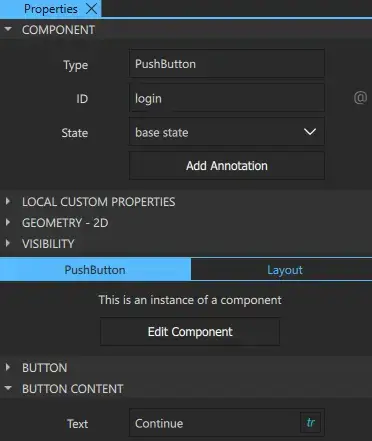 Properties
COMPONENT
Type PushButton
ID login @
State base state
Add Annotation
LOCAL CUSTOM PROPERTIES
GEOMETRY - 2D
VISIBILITY
PushButton Layout
This is an instance of a component
Edit Component
BUTTON
BUTTON CONTENT
Text Continue tr